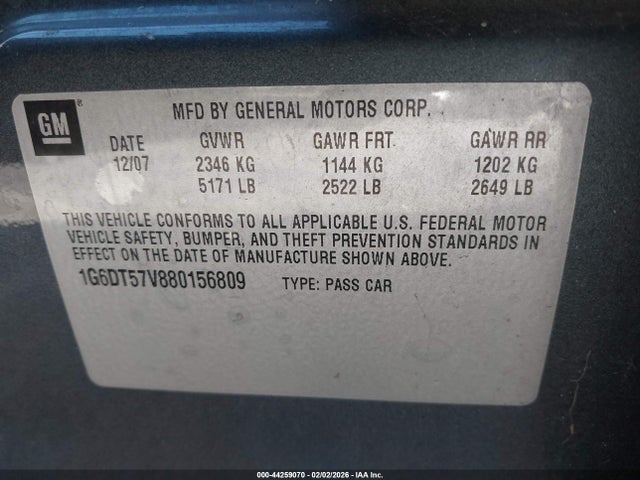 GM®
MFD BY GENERAL MOTORS CORP.
DATE GVWR GAWR FRT. GAWR RR
12/07 2346 KG 1144 KG 1202 KG
5171 LB 2522 LB 2649 LB
THIS VEHICLE CONFORMS TO ALL APPLICABLE U.S. FEDERAL MOTOR
VEHICLE SAFETY, BUMPER, AND THEFT PREVENTION STANDARDS IN
EFFECT ON THE DATE OF MANUFACTURE SHOWN ABOVE.
1G6DT57V880156809 TYPE: PASS CAR
000-44259070 - 02/02/2026 - IAA Inc.